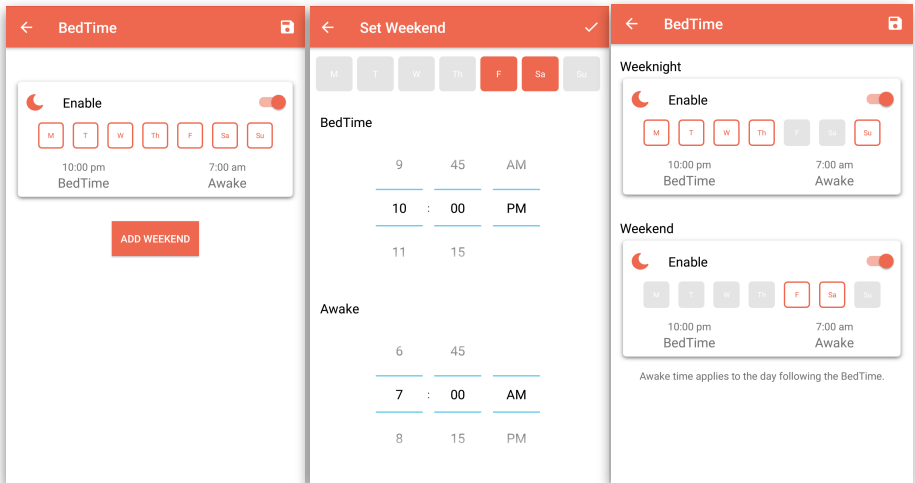 BedTime
Enable
M T W Th F Sa Su
10:00 pm 7:00 am
BedTime Awake
ADD WEEKEND
Set Weekend
M T W Th F Sa Su
BedTime
9 45 AM
10 : 00 PM
11 15
Awake
6 45
7 : 00 AM
8 15 PM
BedTime
Weeknight
Enable
M T W Th F Sa Su
10:00 pm 7:00 am
BedTime Awake
Weekend
Enable
M T W Th F Sa Su
10:00 pm 7:00 am
BedTime Awake
Awake time applies to the day following the BedTime.